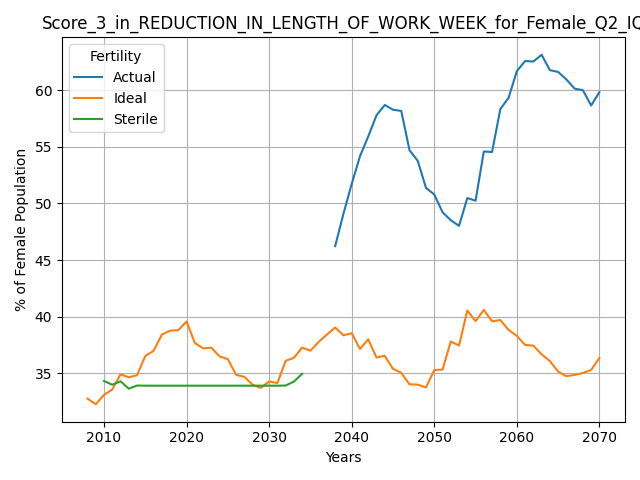 Score_3_in_REDUCTION_IN_LENGTH_OF_WORK_WEEK_for_Female_Q2_IQ
Fertility
Actual
Ideal
Sterile
% of Female Population
60
55
50
45
40
35
2010 2020 2030 2040 2050 2060 2070
Years